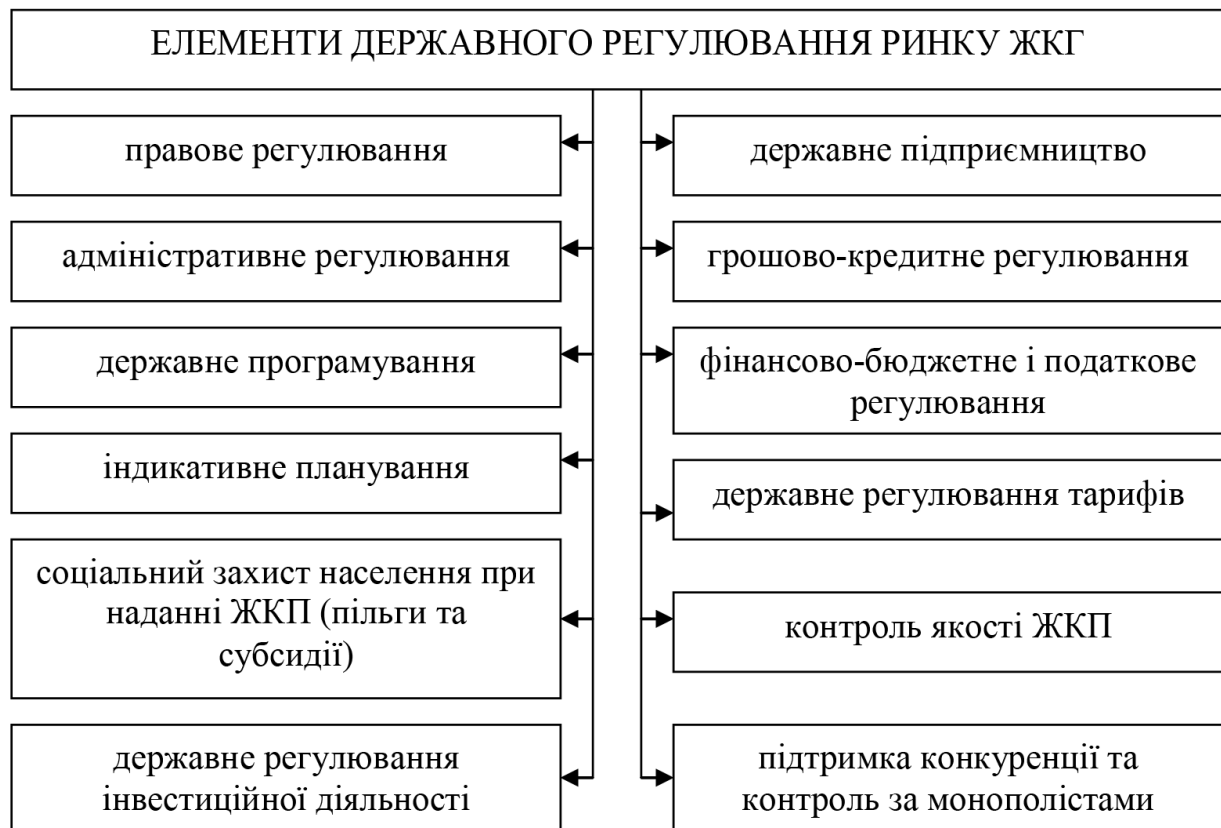 ЕЛЕМЕНТИ ДЕРЖАВНОГО РЕГУЛЮВАННЯ РИНКУ ЖКГ
правове регулювання
адміністративне регулювання
державне програмування
індикативне планування
соціальний захист населення при
наданні ЖКП (пільги та
субсидії)
державне регулювання
інвестиційної діяльності
державне підприємництво
грошово-кредитне регулювання
фінансово-бюджетне і податкове
регулювання
державне регулювання тарифів
контроль якості ЖКП
підтримка конкуренції та
контроль за монополістами